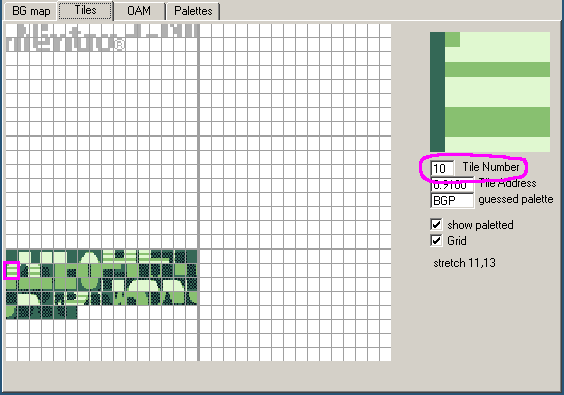 BG map Tiles OAM Palettes
Nintendo®
10 Tile Number
0:9100 Tile Address
BGP guessed palette
show paletted
Grid
stretch 11,13